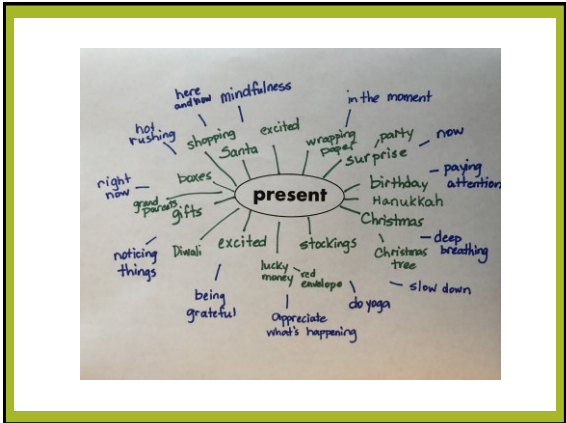 here
and now
mindfulness
in the moment
not
rushing
shopping
excited
Santa
wrapping
paper
party
surprise
now
right
now
boxes
grand
parents
gifts
present
birthday
Hanukkah
Christmas
paying
attention
noticing
things
Diwali
excited
stockings
Christmas
tree
deep
breathing
lucky
money
red
envelope
slow down
being
grateful
do yoga
appreciate
what's happening